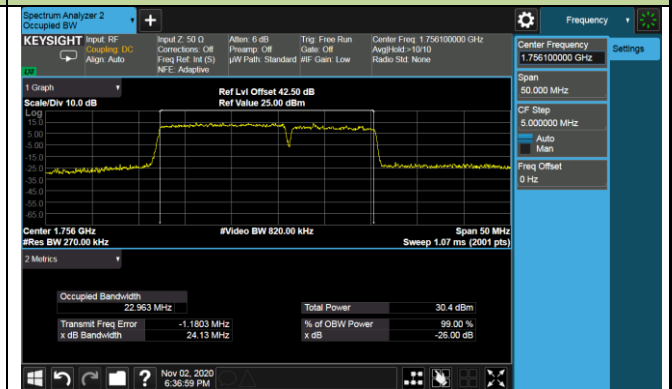 Spectrum Analyzer 2
Occupied BW
Frequency
KEYSIGHT
Input: RF
Coupling: DC
Align: Auto
Input Z: 50 Ω
Corrections: Off
Freq Ref: Int (S)
NFE: Adaptive
Atten: 6 dB
Preamp: Off
µW Path: Standard
Trig: Free Run
Gate: Off
#IF Gain: Low
Center Freq: 1.756100000 GHz
Avg|Hold:>10/10
Radio Std: None
Center Frequency
1.756100000 GHz
Settings
Span
50.000 MHz
CF Step
5.000000 MHz
Auto
Man
Freq Offset
0 Hz
1 Graph
Scale/Div 10.0 dB
Ref Lvl Offset 42.50 dB
Ref Value 25.00 dBm
Log
15.0
5.00
-5.00
-15.0
-25.0
-35.0
-45.0
-55.0
-65.0
Center 1.756 GHz
#Video BW 820.00 kHz
Span 50 MHz
#Res BW 270.00 kHz
Sweep 1.07 ms (2001 pts)
2 Metrics
Occupied Bandwidth
22.963 MHz
Total Power
30.4 dBm
Transmit Freq Error
-1.1803 MHz
% of OBW Power
99.00 %
x dB Bandwidth
24.13 MHz
x dB
-26.00 dB
Nov 02, 2020
6:36:59 PM